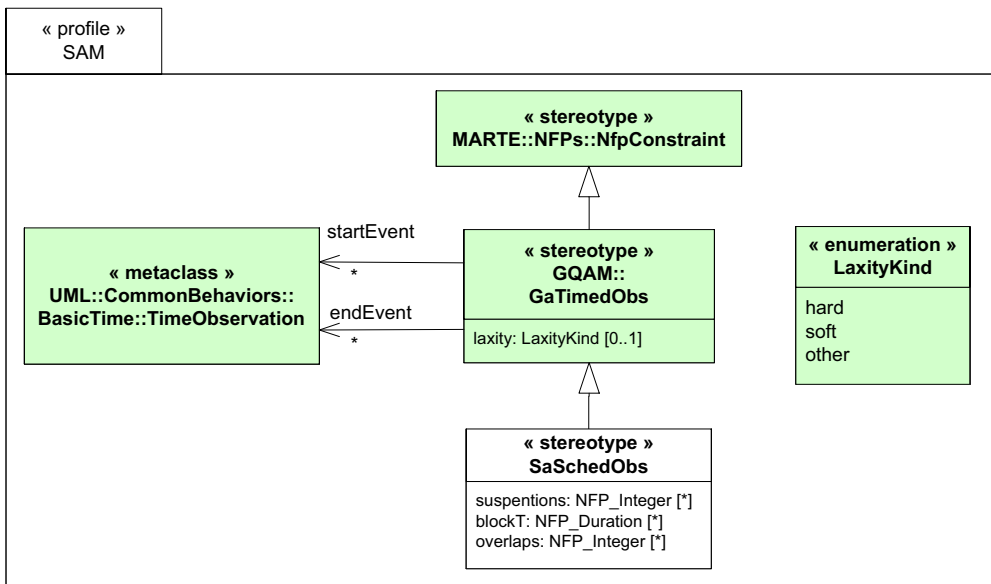 « profile »
SAM
« stereotype »
MARTE::NFPs::NfpConstraint
startEvent
*
endEvent
*
« metaclass »
UML::CommonBehaviors::
BasicTime::TimeObservation
« stereotype »
GQAM::
GaTimedObs
laxity: LaxityKind [0..1]
« enumeration »
LaxityKind
hard
soft
other
« stereotype »
SaSchedObs
suspentions: NFP_Integer [*]
blockT: NFP_Duration [*]
overlaps: NFP_Integer [*]